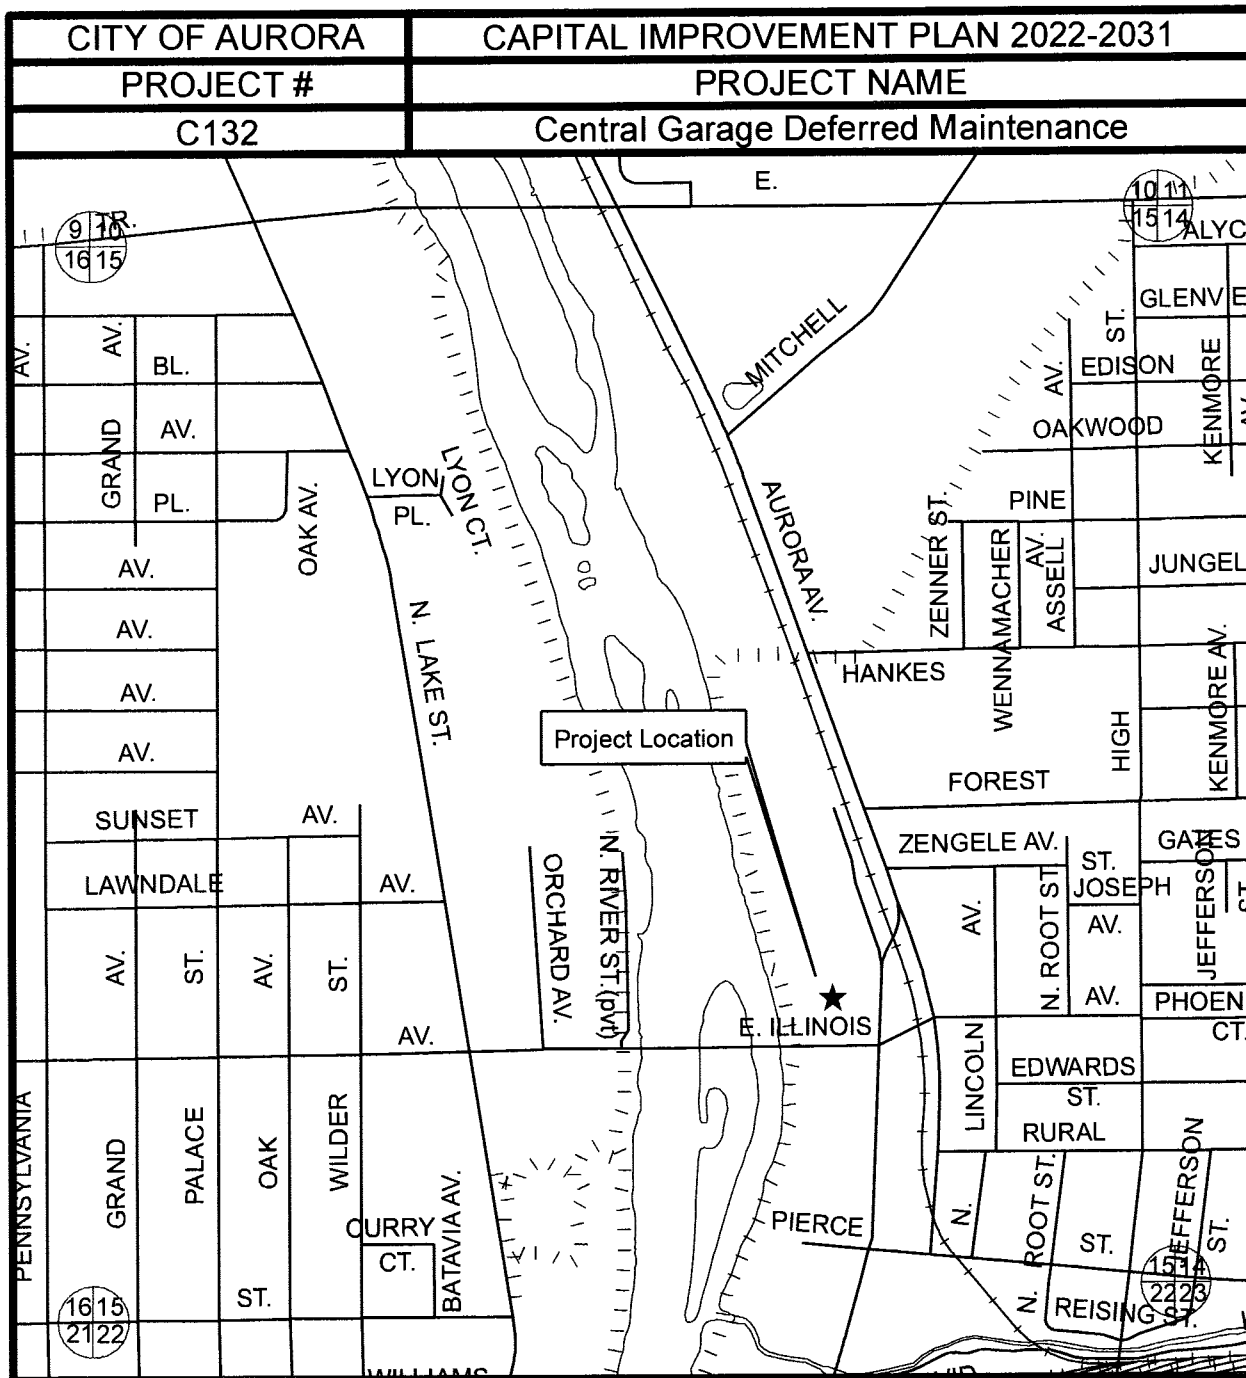 CITY OF AURORA
CAPITAL IMPROVEMENT PLAN 2022-2031
PROJECT #
PROJECT NAME
C132
Central Garage Deferred Maintenance
E.
10 11
15 14
9 10
16 15
TR.
ALYC
GLENV E
ST.
AV.
AV.
BL.
MITCHELL
AV.
EDISON
KENMORE
AV.
GRAND
AV.
OAKWOOD
LYON
LYON CT.
PL.
PL.
OAK AV.
AURORA AV.
ZENNER ST.
PINE
WENNAMACHER
AV.
ASSELL
JUNGEL
AV.
AV.
N. LAKE ST.
HANKES
KENMORE AV.
AV.
AV.
Project Location
HIGH
FOREST
SUNSET
AV.
ZENGELE AV.
ST.
GATES
LAWNDALE
AV.
ORCHARD AV.
N. RIVER ST.(pvt)
JOSEPH
JEFFERSON
ST.
AV.
N. ROOT ST.
AV.
AV.
ST.
AV.
ST.
AV.
PHOEN
CT.
E. ILLINOIS
AV.
LINCOLN
EDWARDS
ST.
RURAL
PENNSYLVANIA
GRAND
PALACE
OAK
WILDER
BATAVIA AV.
CURRY
CT.
PIERCE
N.
ROOT ST.
N.
ST.
JEFFERSON
ST.
15 14
22 23
ST.
16 15
21 22
REISING ST.
WILLIAMS